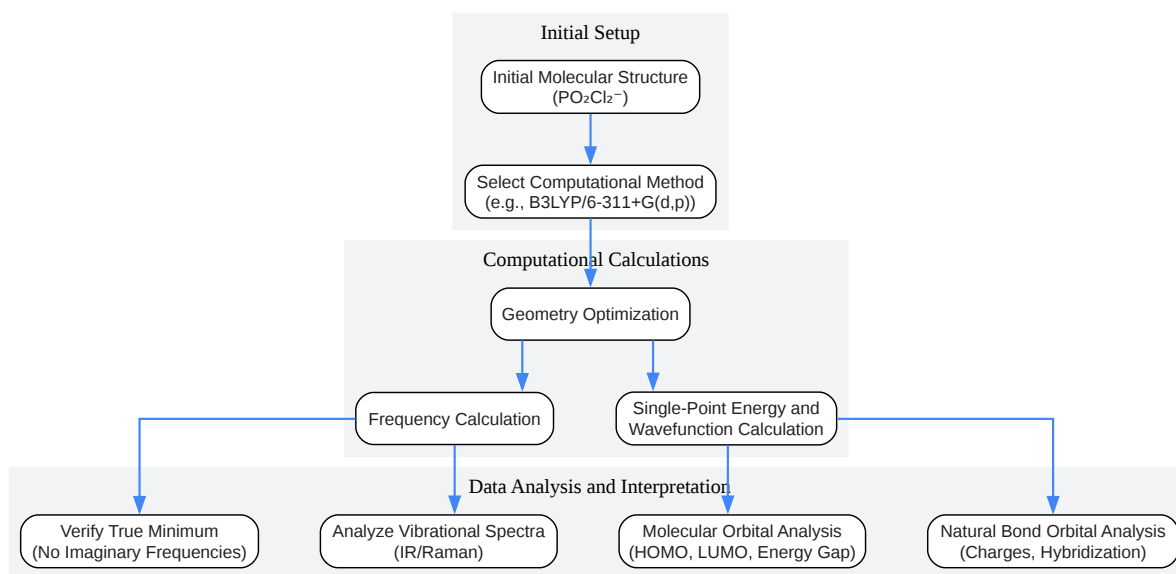 Initial Setup
Initial Molecular Structure
(PO₂Cl₂⁻)
Select Computational Method
(e.g., B3LYP/6-311+G(d,p))
Computational Calculations
Geometry Optimization
Frequency Calculation
Single-Point Energy and
Wavefunction Calculation
Data Analysis and Interpretation
Verify True Minimum
(No Imaginary Frequencies)
Analyze Vibrational Spectra
(IR/Raman)
Molecular Orbital Analysis
(HOMO, LUMO, Energy Gap)
Natural Bond Orbital Analysis
(Charges, Hybridization)